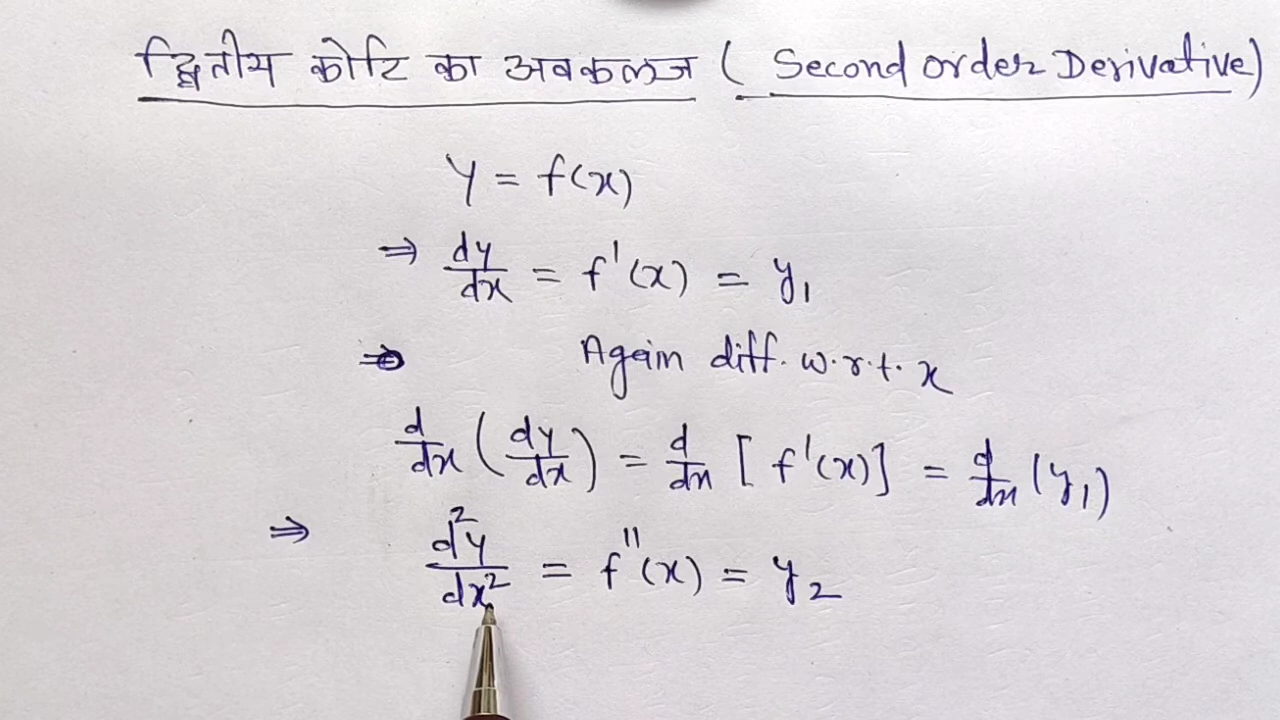 द्वितीय कोटि का अवकलज ( Second order Derivative)
y = f(x)
⇒ dy/dx = f'(x) = y₁
⇒ Again diff. w.r.t. x
d/dx (dy/dx) = d/dx [f'(x)] = d/dx (y₁)
⇒ d²y/dx² = f''(x) = y₂